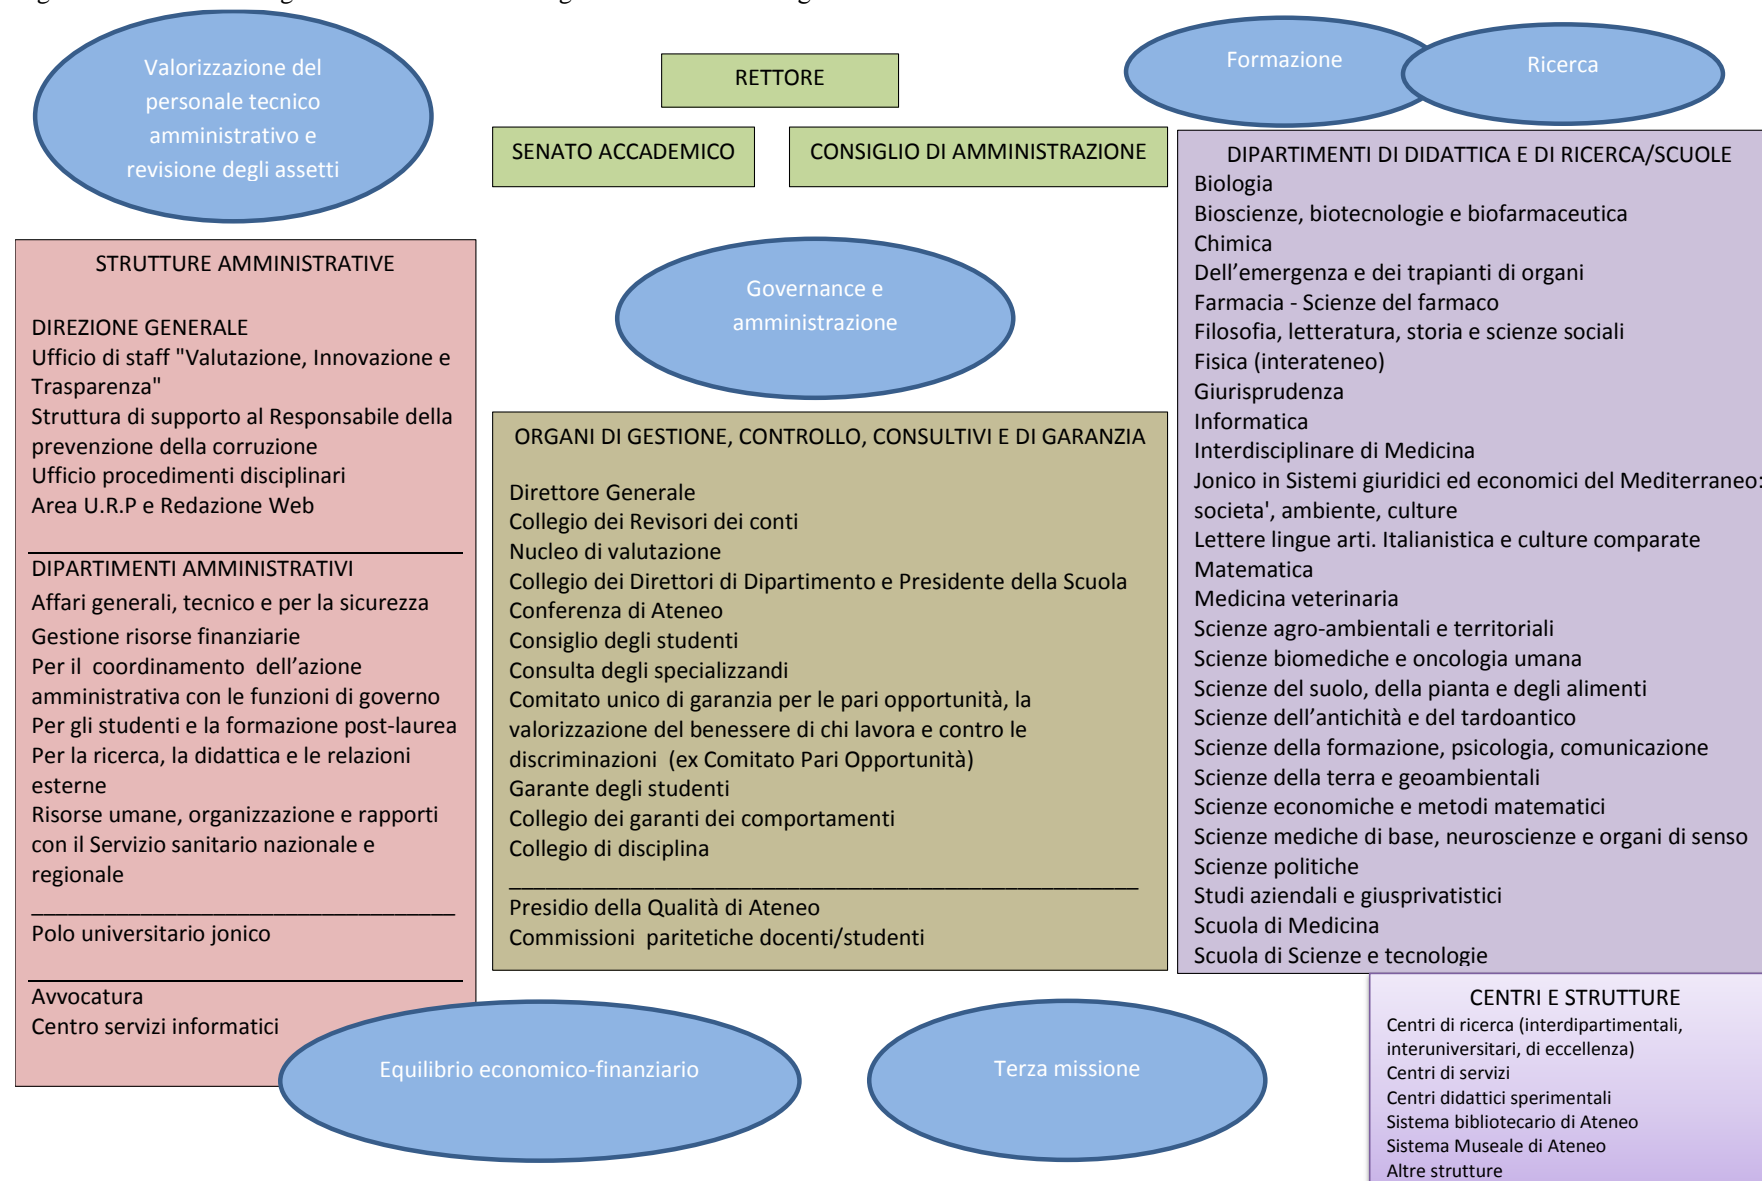 Valorizzazione del
personale tecnico
amministrativo e
revisione degli assetti
RETTORE
SENATO ACCADEMICO
CONSIGLIO DI AMMINISTRAZIONE
Formazione
Ricerca
STRUTTURE AMMINISTRATIVE
DIREZIONE GENERALE
Ufficio di staff "Valutazione, Innovazione e
Trasparenza"
Struttura di supporto al Responsabile della
prevenzione della corruzione
Ufficio procedimenti disciplinari
Area U.R.P e Redazione Web
DIPARTIMENTI AMMINISTRATIVI
Affari generali, tecnico e per la sicurezza
Gestione risorse finanziarie
Per il  coordinamento  dell’azione
amministrativa con le funzioni di governo
Per gli studenti e la formazione post-laurea
Per la ricerca, la didattica e le relazioni
esterne
Risorse umane, organizzazione e rapporti
con il Servizio sanitario nazionale e
regionale
Polo universitario jonico
Avvocatura
Centro servizi informatici
Governance e
amministrazione
ORGANI DI GESTIONE, CONTROLLO, CONSULTIVI E DI GARANZIA
Direttore Generale
Collegio dei Revisori dei conti
Nucleo di valutazione
Collegio dei Direttori di Dipartimento e Presidente della Scuola
Conferenza di Ateneo
Consiglio degli studenti
Consulta degli specializzandi
Comitato unico di garanzia per le pari opportunità, la
valorizzazione del benessere di chi lavora e contro le
discriminazioni  (ex Comitato Pari Opportunità)
Garante degli studenti
Collegio dei garanti dei comportamenti
Collegio di disciplina
Presidio della Qualità di Ateneo
Commissioni  paritetiche docenti/studenti
DIPARTIMENTI DI DIDATTICA E DI RICERCA/SCUOLE
Biologia
Bioscienze, biotecnologie e biofarmaceutica
Chimica
Dell’emergenza e dei trapianti di organi
Farmacia - Scienze del farmaco
Filosofia, letteratura, storia e scienze sociali
Fisica (interateneo)
Giurisprudenza
Informatica
Interdisciplinare di Medicina
Jonico in Sistemi giuridici ed economici del Mediterraneo:
societa', ambiente, culture
Lettere lingue arti. Italianistica e culture comparate
Matematica
Medicina veterinaria
Scienze agro-ambientali e territoriali
Scienze biomediche e oncologia umana
Scienze del suolo, della pianta e degli alimenti
Scienze dell’antichità e del tardoantico
Scienze della formazione, psicologia, comunicazione
Scienze della terra e geoambientali
Scienze economiche e metodi matematici
Scienze mediche di base, neuroscienze e organi di senso
Scienze politiche
Studi aziendali e giusprivatistici
Scuola di Medicina
Scuola di Scienze e tecnologie
CENTRI E STRUTTURE
Centri di ricerca (interdipartimentali,
interuniversitari, di eccellenza)
Centri di servizi
Centri didattici sperimentali
Sistema bibliotecario di Ateneo
Sistema Museale di Ateneo
Altre strutture
Equilibrio economico-finanziario
Terza missione